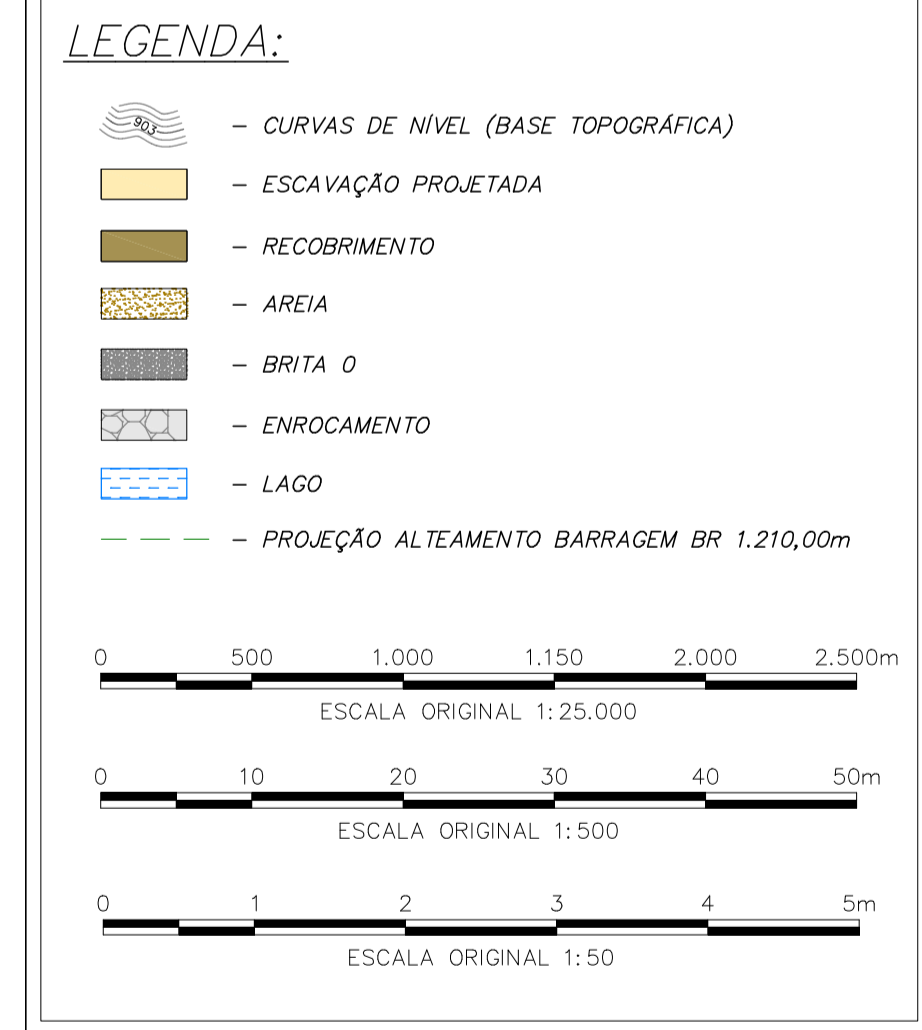 LEGENDA:
903 – CURVAS DE NÍVEL (BASE TOPOGRÁFICA)
– ESCAVAÇÃO PROJETADA
– RECOBRIMENTO
– AREIA
– BRITA 0
– ENROCAMENTO
– LAGO
– PROJEÇÃO ALTEAMENTO BARRAGEM BR 1.210,00m
0 500 1.000 1.150 2.000 2.500m
ESCALA ORIGINAL 1:25.000
0 10 20 30 40 50m
ESCALA ORIGINAL 1:500
0 1 2 3 4 5m
ESCALA ORIGINAL 1:50